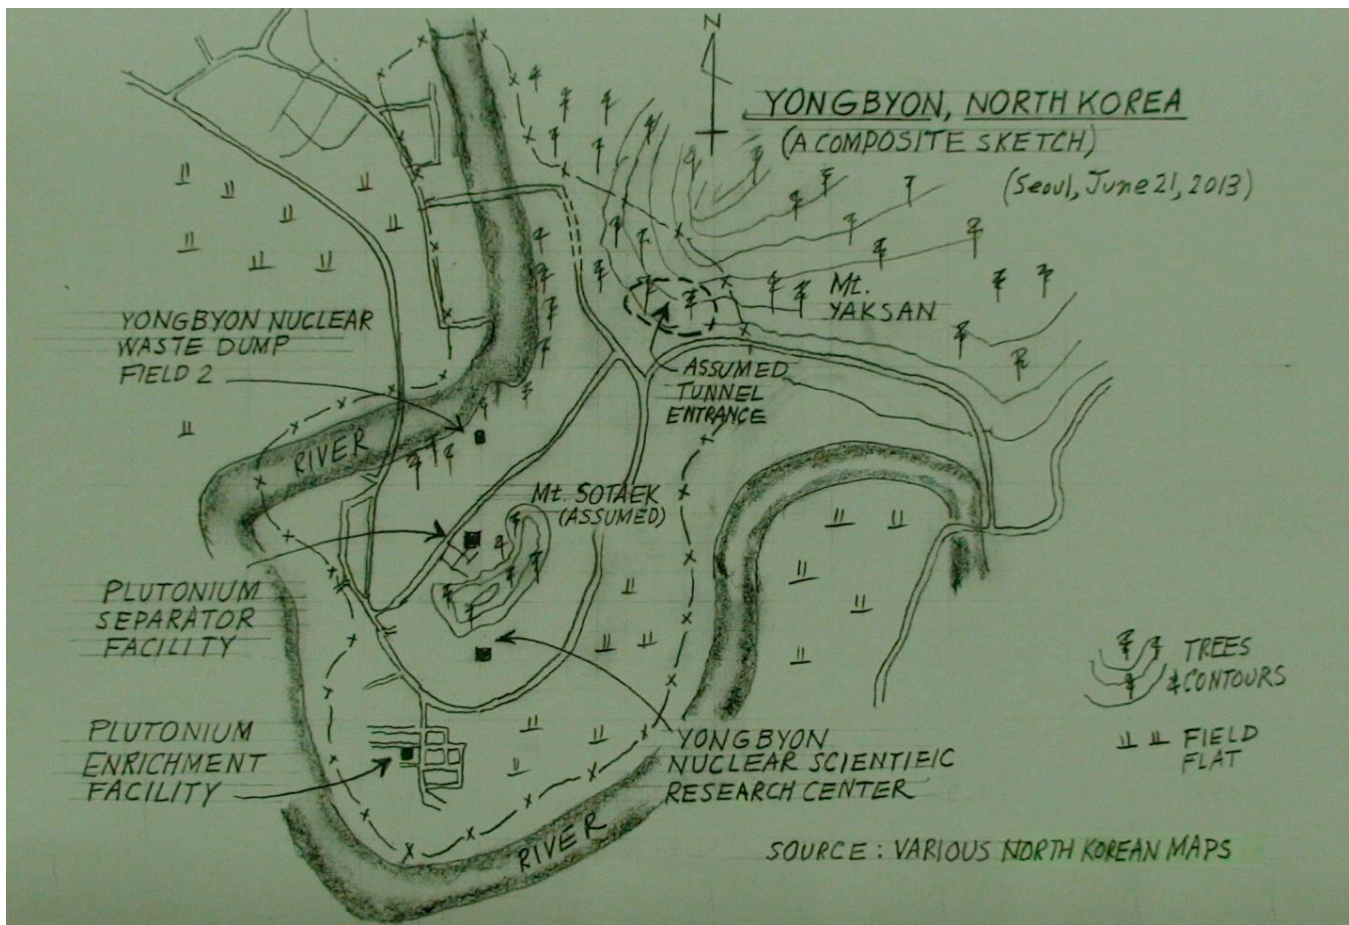 N
YONGBYON, NORTH KOREA
(A COMPOSITE SKETCH)
(Seoul, June 21, 2013)
YONGBYON NUCLEAR
WASTE DUMP
FIELD 2
Mt.
YAKSAN
ASSUMED
TUNNEL
ENTRANCE
RIVER
Mt. SOTAEK
(ASSUMED)
PLUTONIUM
SEPARATOR
FACILITY
TREES
& CONTOURS
PLUTONIUM
ENRICHMENT
FACILITY
YONGBYON
NUCLEAR SCIENTIFIC
RESEARCH CENTER
FIELD
FLAT
RIVER
SOURCE : VARIOUS NORTH KOREAN MAPS